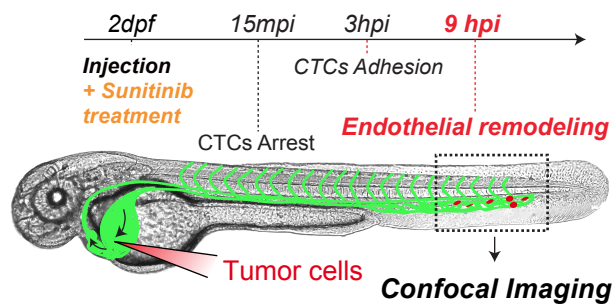 2dpf 15mpi 3hpi 9 hpi
Injection
+ Sunitinib
treatment
CTCs Adhesion
CTCs Arrest
Endothelial remodeling
Tumor cells
Confocal Imaging